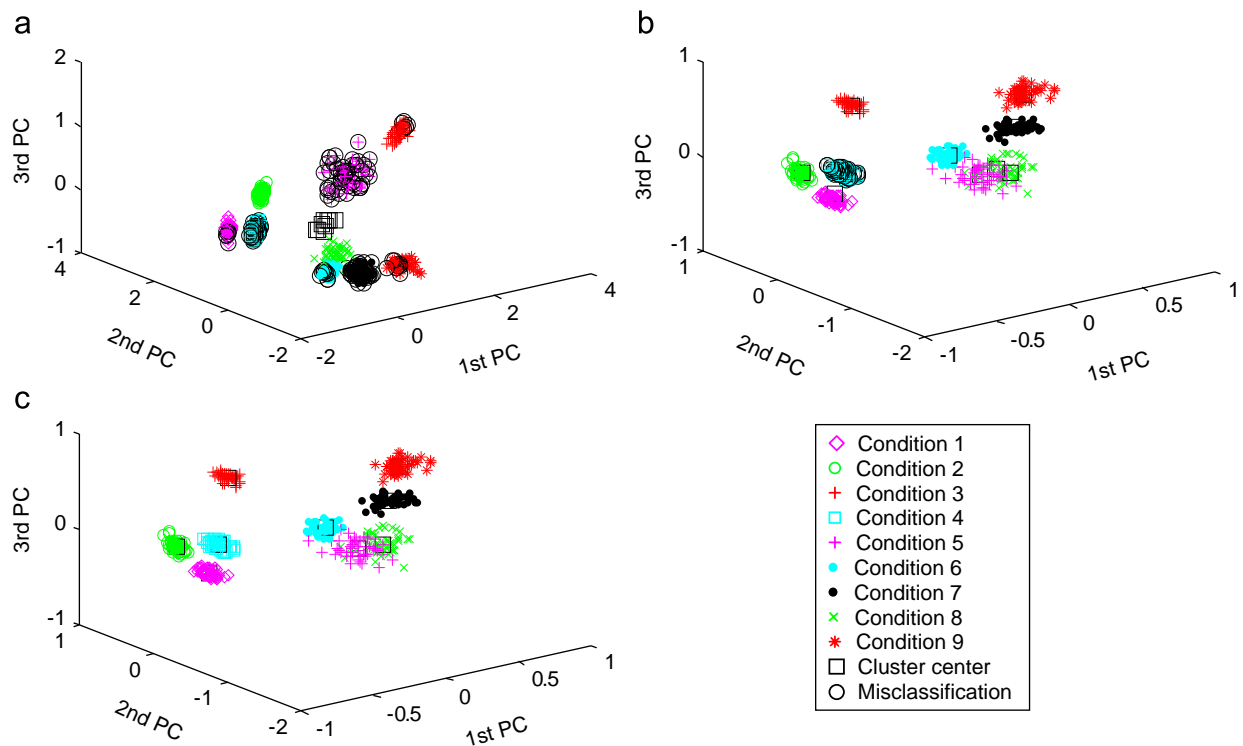 a
2
1
0
-1
3rd PC
4
2
0
-2
2nd PC
-2
0
2
4
1st PC
b
1
0
-1
3rd PC
1
0
-1
-2
2nd PC
-1
-0.5
0
0.5
1
1st PC
c
1
0
-1
3rd PC
1
0
-1
-2
2nd PC
-1
-0.5
0
0.5
1
1st PC
Condition 1
Condition 2
Condition 3
Condition 4
Condition 5
Condition 6
Condition 7
Condition 8
Condition 9
Cluster center
Misclassification